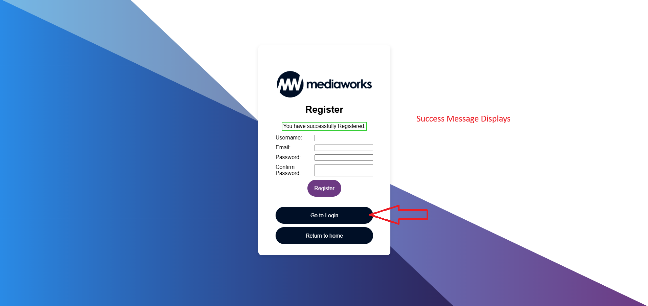 mediaworks
Register
You have successfully Registered!
Success Message Displays
Username:
Email:
Password
Confirm
Password
Register
Go to Login
Return to home